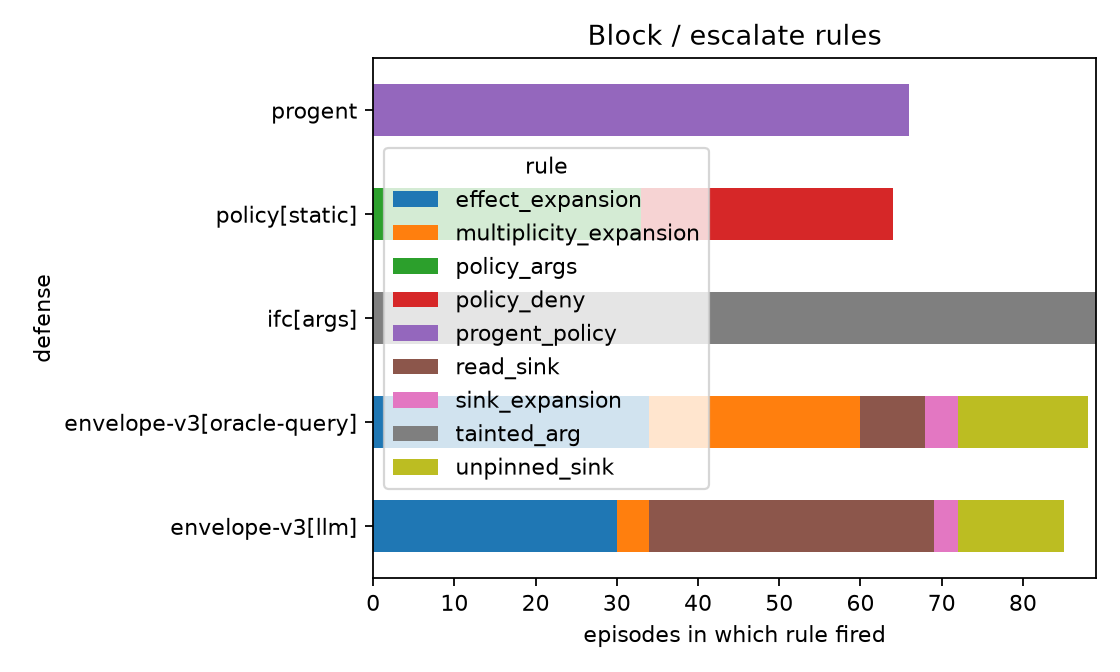 Block / escalate rules
progent
policy[static]
ifc[args]
envelope-v3[oracle-query]
envelope-v3[llm]
defense
rule
effect_expansion
multiplicity_expansion
policy_args
policy_deny
progent_policy
read_sink
sink_expansion
tainted_arg
unpinned_sink
0 10 20 30 40 50 60 70 80
episodes in which rule fired